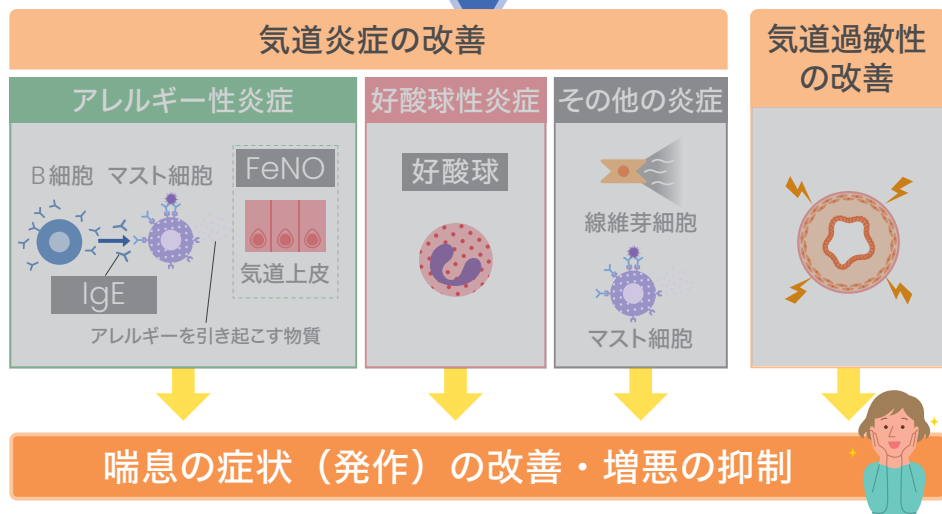 気道炎症の改善
気道過敏性
の改善
アレルギー性炎症
好酸球性炎症
その他の炎症
B細胞
マスト細胞
FeNO
気道上皮
IgE
アレルギーを引き起こす物質
好酸球
線維芽細胞
マスト細胞
喘息の症状（発作）の改善・増悪の抑制